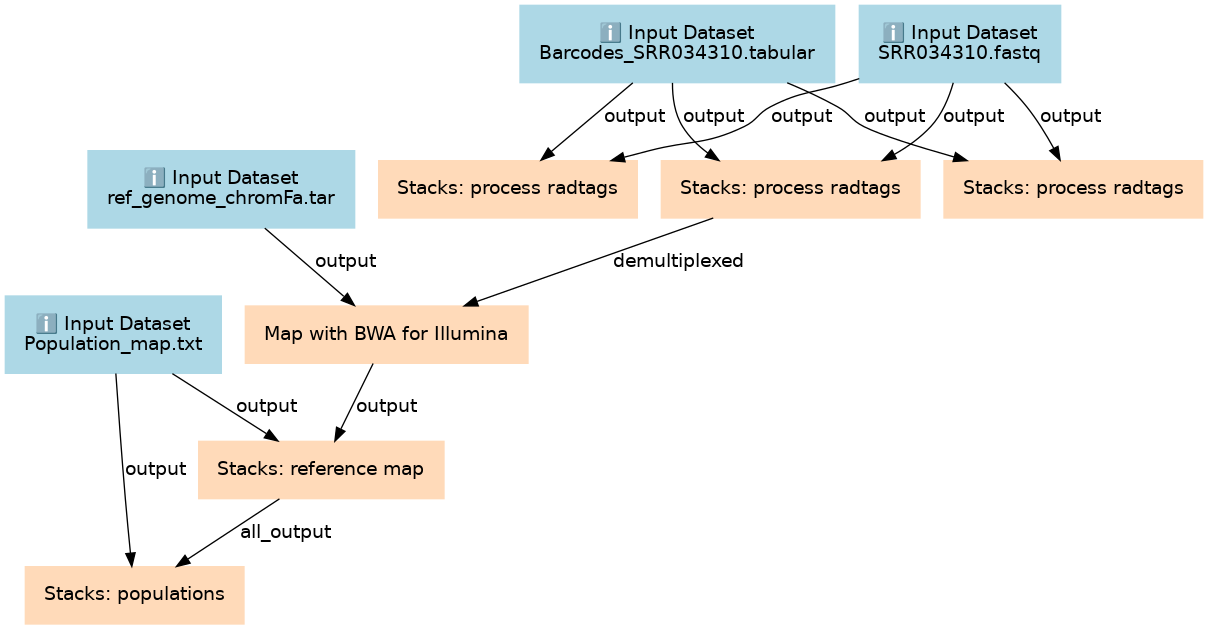 ℹ️ Input Dataset
Barcodes_SRR034310.tabular
ℹ️ Input Dataset
SRR034310.fastq
output
output
output
output
output
output
ℹ️ Input Dataset
ref_genome_chromFa.tar
Stacks: process radtags
Stacks: process radtags
Stacks: process radtags
output
demultiplexed
ℹ️ Input Dataset
Population_map.txt
Map with BWA for Illumina
output
output
output
Stacks: reference map
all_output
Stacks: populations